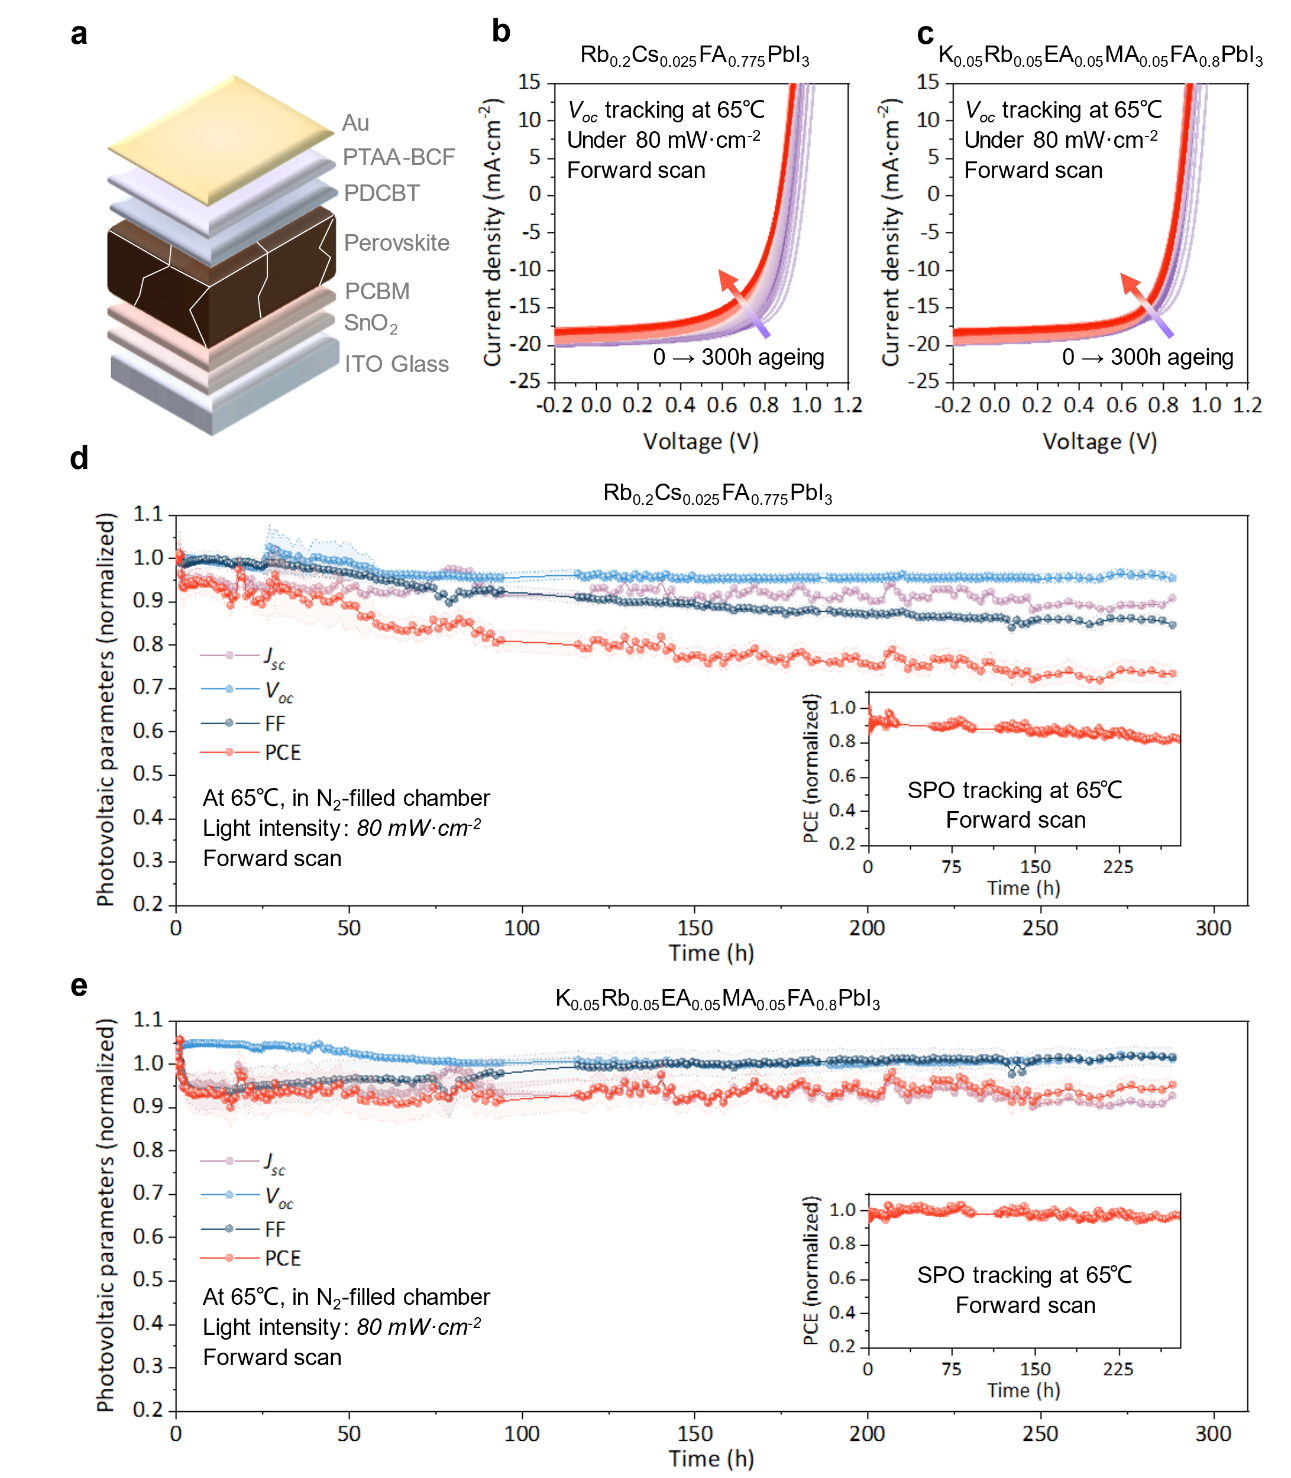 a
Au
PTAA-BCF
PDCBT
Perovskite
PCBM
SnO₂
ITO Glass
b
Rb₀.₂Cs₀.₀₂₅FA₀.₇₇₅PbI₃
Current density (mA·cm⁻²)
15
10
5
0
-5
-10
-15
-20
-25
Voc tracking at 65℃
Under 80 mW·cm⁻²
Forward scan
0 → 300h ageing
-0.2 0.0 0.2 0.4 0.6 0.8 1.0 1.2
Voltage (V)
c
K₀.₀₅Rb₀.₀₅EA₀.₀₅MA₀.₀₅FA₀.₈PbI₃
Current density (mA·cm⁻²)
15
10
5
0
-5
-10
-15
-20
-25
Voc tracking at 65℃
Under 80 mW·cm⁻²
Forward scan
0 → 300h ageing
-0.2 0.0 0.2 0.4 0.6 0.8 1.0 1.2
Voltage (V)
d
Rb₀.₂Cs₀.₀₂₅FA₀.₇₇₅PbI₃
Photovoltaic parameters (normalized)
1.1
1.0
0.9
0.8
0.7
0.6
0.5
0.4
0.3
0.2
Jsc
Voc
FF
PCE
At 65℃, in N₂-filled chamber
Light intensity: 80 mW·cm⁻²
Forward scan
PCE (normalized)
1.0
0.8
0.6
0.4
0.2
SPO tracking at 65℃
Forward scan
0 75 150 225
Time (h)
0 50 100 150 200 250 300
Time (h)
e
K₀.₀₅Rb₀.₀₅EA₀.₀₅MA₀.₀₅FA₀.₈PbI₃
Photovoltaic parameters (normalized)
1.1
1.0
0.9
0.8
0.7
0.6
0.5
0.4
0.3
0.2
Jsc
Voc
FF
PCE
At 65℃, in N₂-filled chamber
Light intensity: 80 mW·cm⁻²
Forward scan
PCE (normalized)
1.0
0.8
0.6
0.4
0.2
SPO tracking at 65℃
Forward scan
0 75 150 225
Time (h)
0 50 100 150 200 250 300
Time (h)